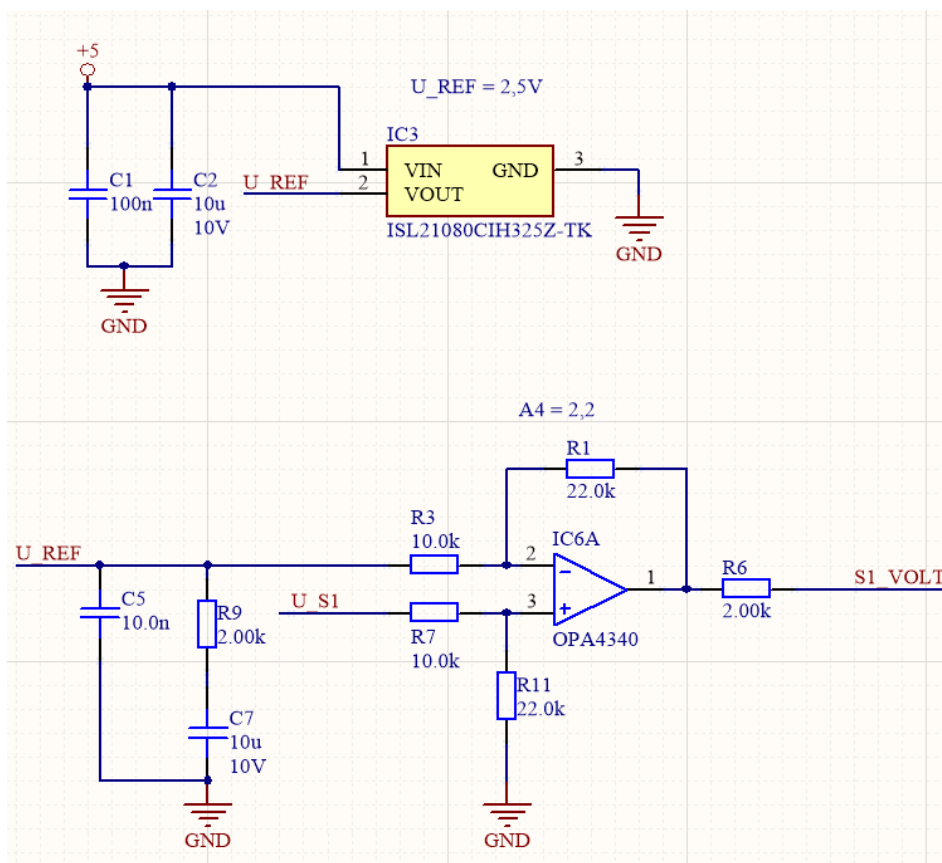 +5
U_REF = 2,5V
IC3
1
VIN
GND
3
U_REF
2
VOUT
ISL21080CIH325Z-TK
C1
100n
C2
10u
10V
GND
GND
A4 = 2,2
R1
22.0k
R3
10.0k
IC6A
U_REF
2
-
1
R6
2.00k
S1_VOLT
C5
10.0n
R9
2.00k
U_S1
3
+
OPA4340
R7
10.0k
R11
22.0k
C7
10u
10V
GND
GND